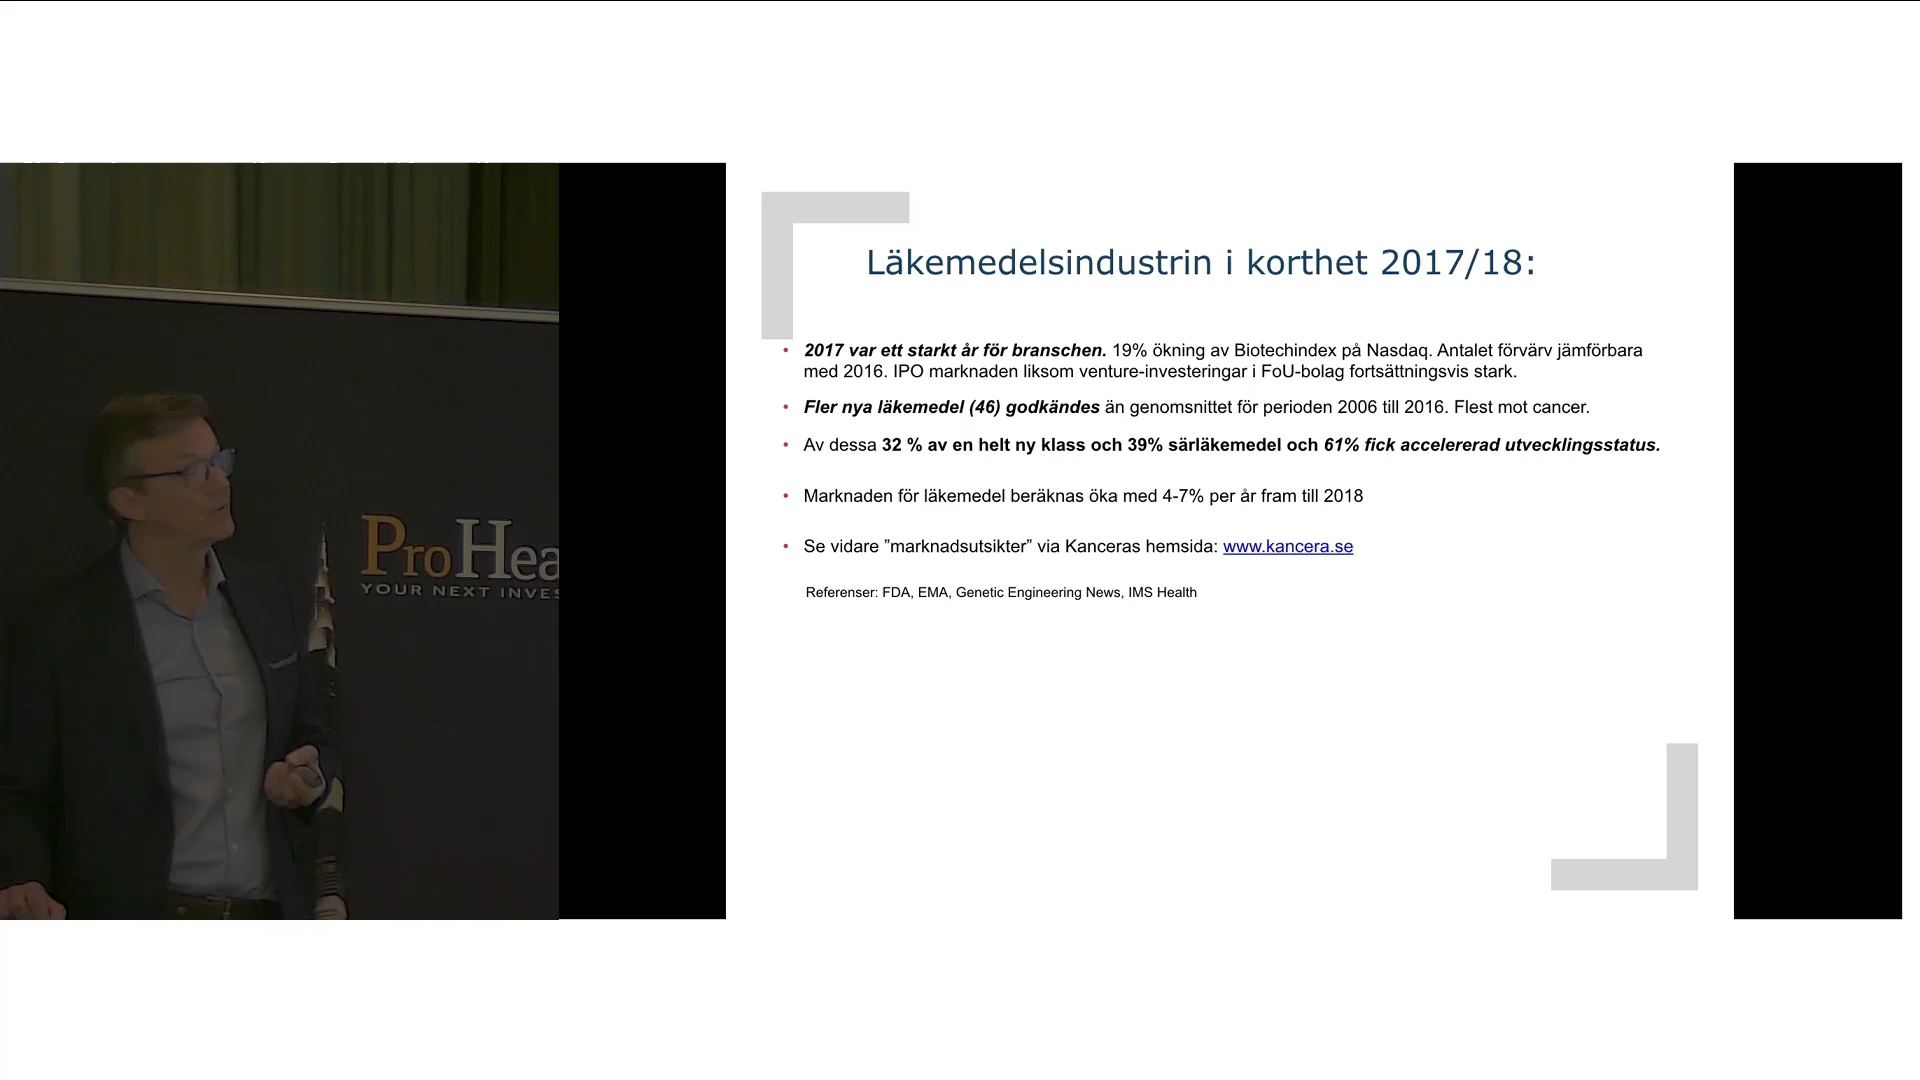 ProHea
YOUR NEXT INVES
Läkemedelsindustrin i korthet 2017/18:
• 2017 var ett starkt år för branschen. 19% ökning av Biotechindex på Nasdaq. Antalet förvärv jämförbara
med 2016. IPO marknaden liksom venture-investeringar i FoU-bolag fortsättningsvis stark.
• Fler nya läkemedel (46) godkändes än genomsnittet för perioden 2006 till 2016. Flest mot cancer.
• Av dessa 32 % av en helt ny klass och 39% särläkemedel och 61% fick accelererad utvecklingsstatus.
• Marknaden för läkemedel beräknas öka med 4-7% per år fram till 2018
• Se vidare ”marknadsutsikter” via Kanceras hemsida: www.kancera.se
Referenser: FDA, EMA, Genetic Engineering News, IMS Health